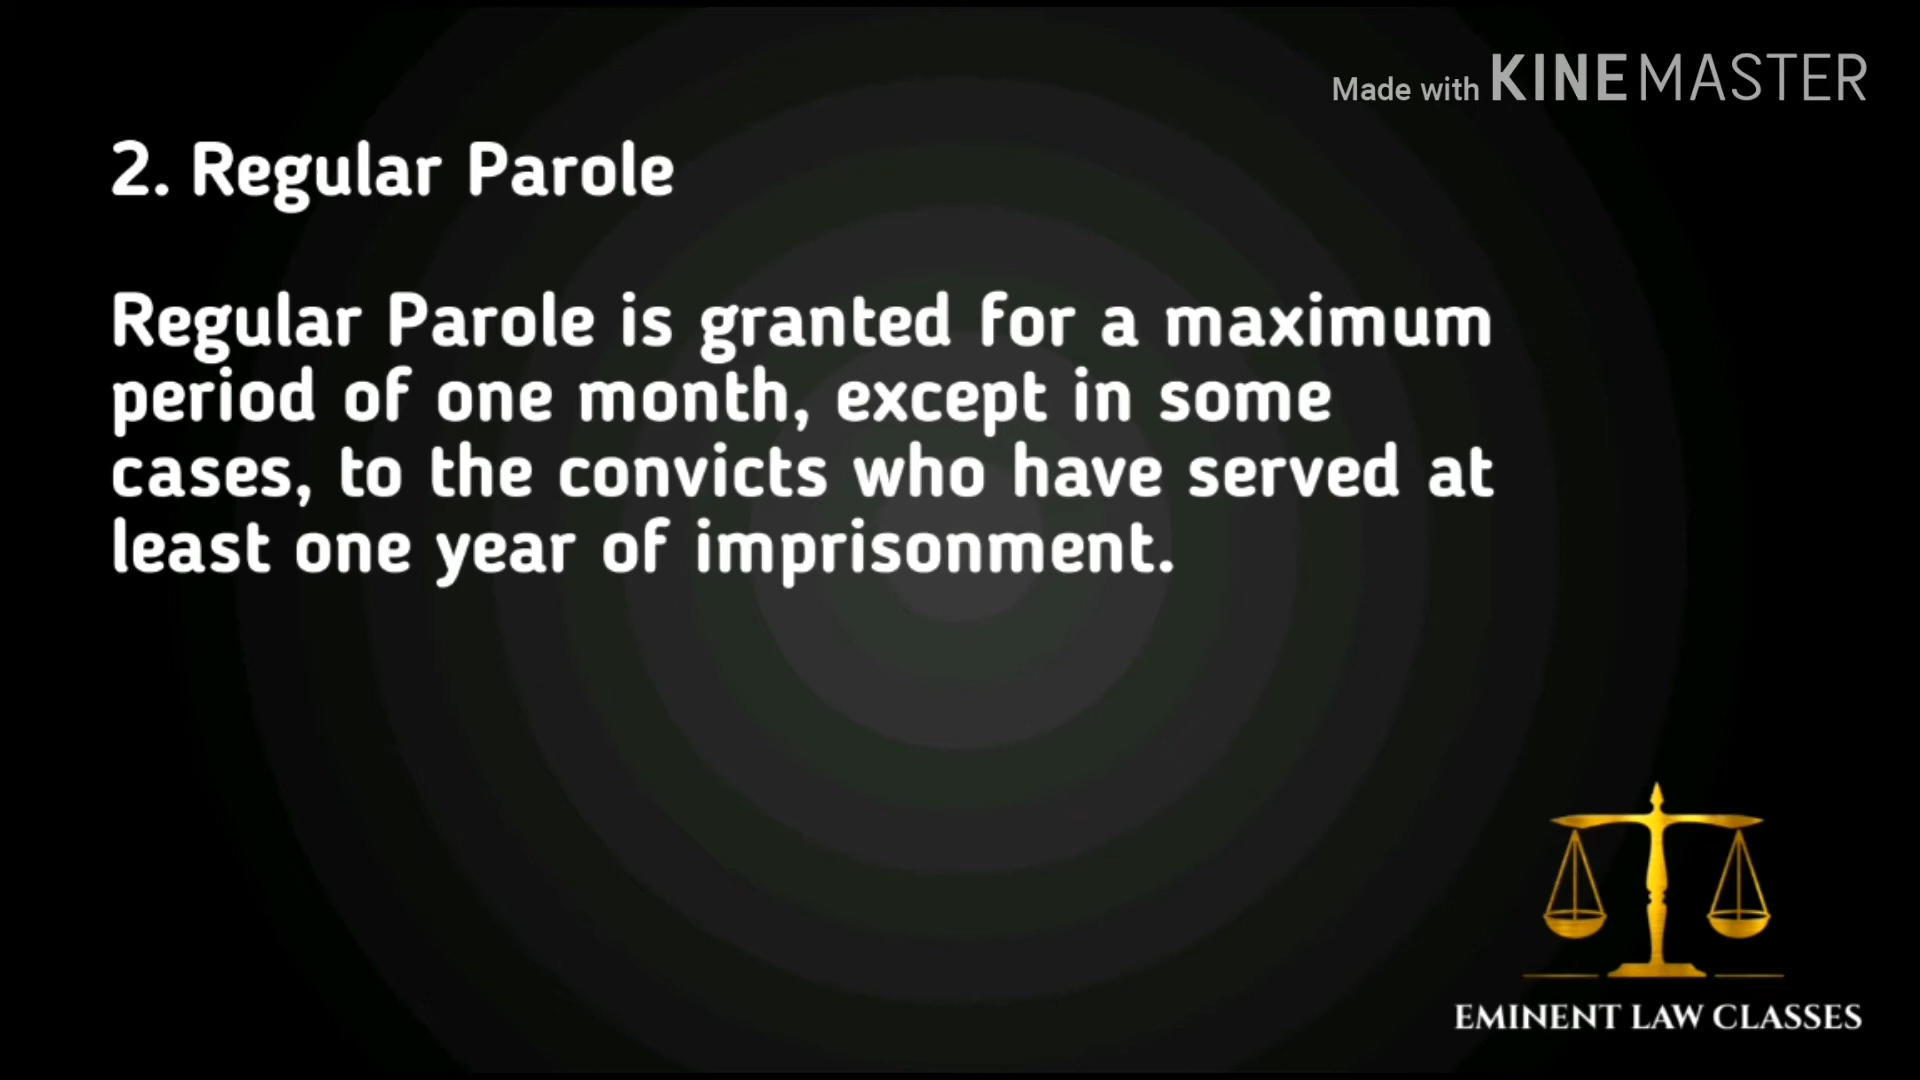 Made with KINEMASTER
2. Regular Parole
Regular Parole is granted for a maximum
period of one month, except in some
cases, to the convicts who have served at
least one year of imprisonment.
EMINENT LAW CLASSES